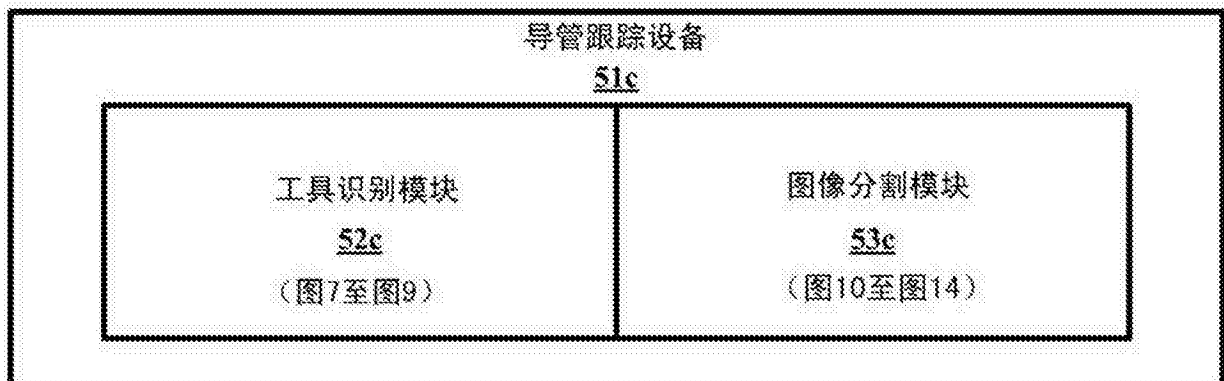 导管跟踪设备
51c
工具识别模块
52c
（图7至图9）
图像分割模块
53c
（图10至图14）